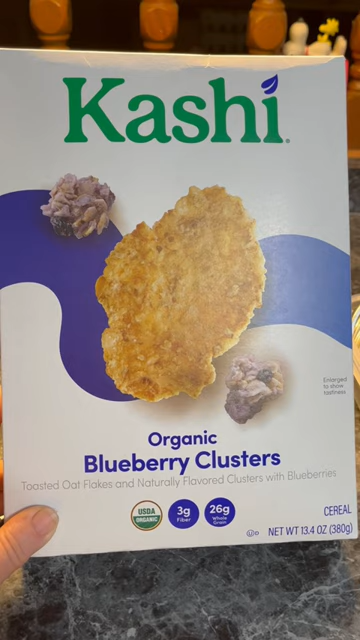 Kashi
Enlarged
to show
tastiness
Organic
Blueberry Clusters
Toasted Oat Flakes and Naturally Flavored Clusters with Blueberries
USDA
ORGANIC
3g
Fiber
26g
Whole
Grain
CEREAL
NET WT 13.4 OZ (380g)